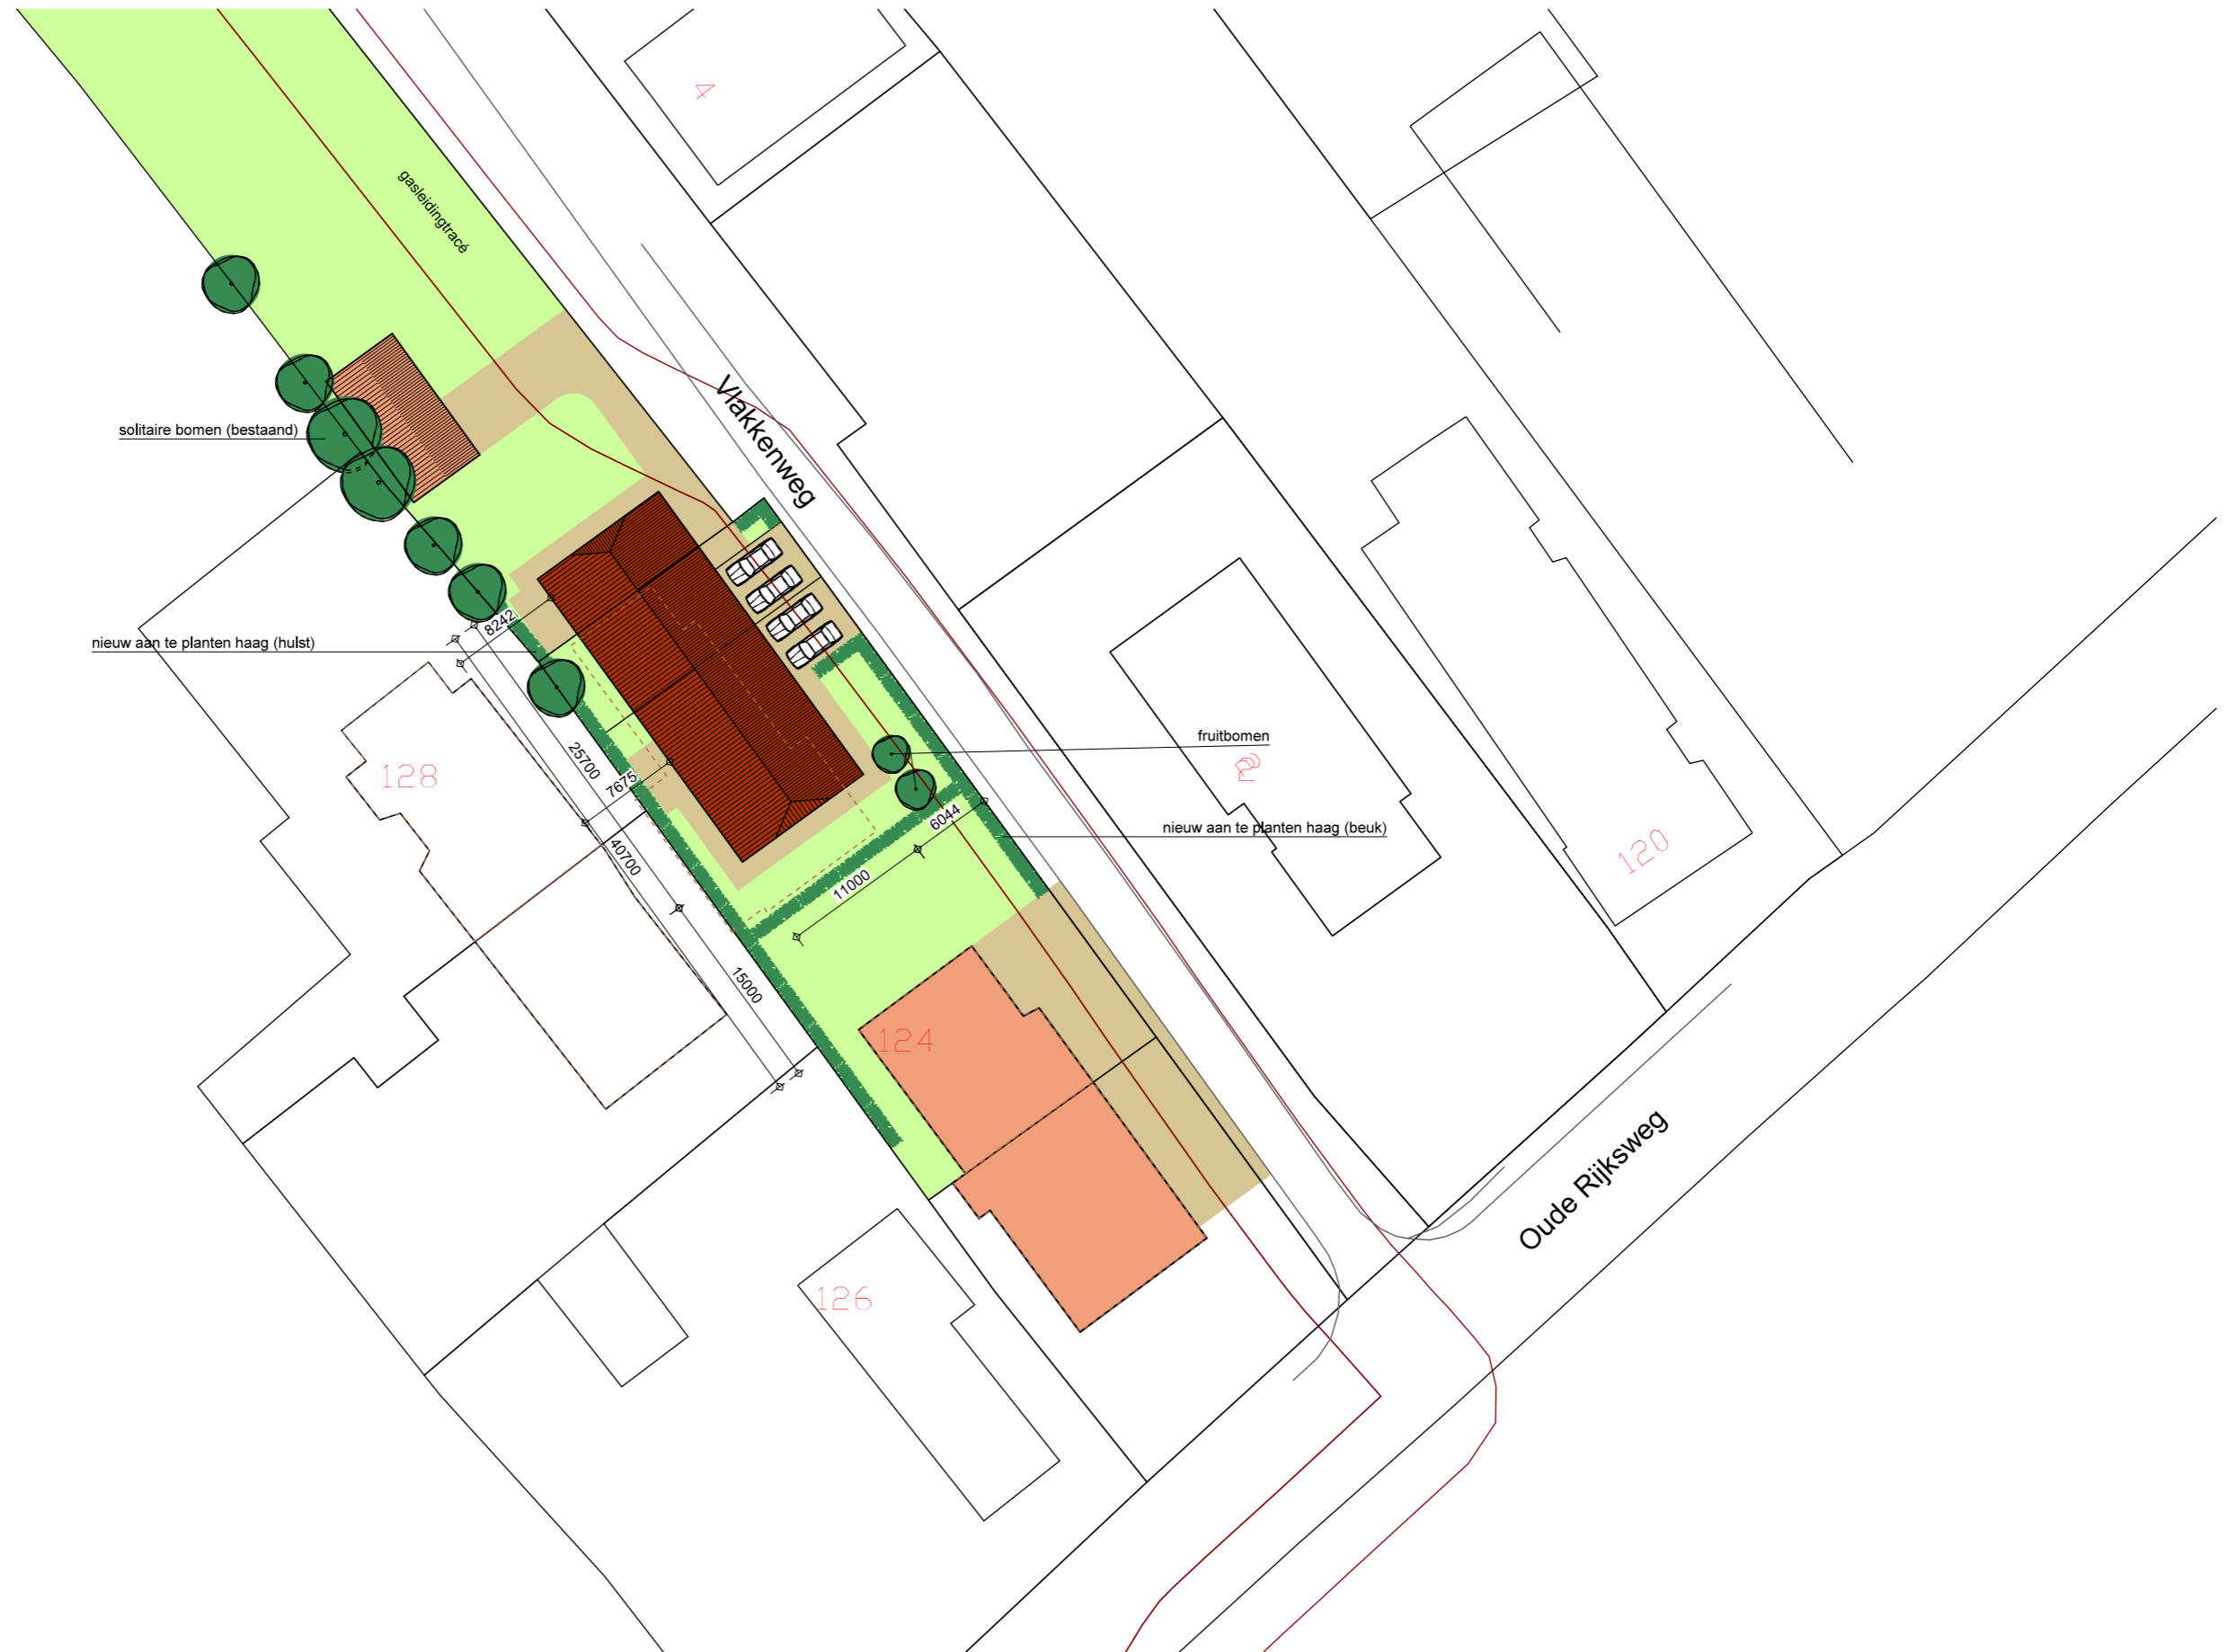 4
gasleidingtracé
Vlakkenweg
solitaire bomen (bestaand)
8242
nieuw aan te planten haag (hulst)
fruitbomen
25700
128
2
7675
6044
nieuw aan te planten haag (beuk)
40700
120
11000
15000
124
Oude Rijksweg
126